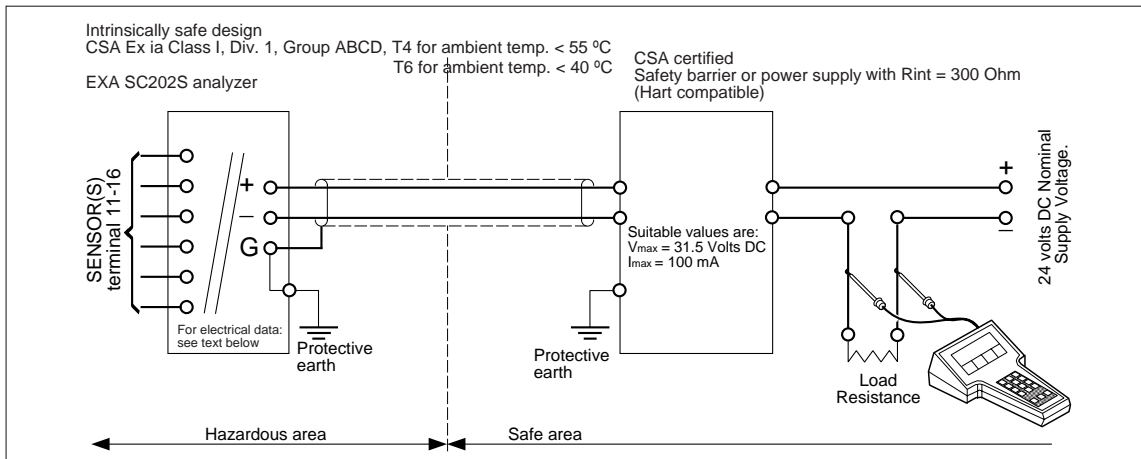 Intrinsically safe design
CSA Ex ia Class I, Div. 1, Group ABCD, T4 for ambient temp. < 55 ºC
T6 for ambient temp. < 40 ºC
EXA SC202S analyzer
CSA certified
Safety barrier or power supply with Rint = 300 Ohm
(Hart compatible)
SENSOR(S)
terminal 11-16
+
–
G
For electrical data:
see text below
Protective
earth
Suitable values are:
Vmax = 31.5 Volts DC
Imax = 100 mA
Protective
earth
+
–
24 volts DC Nominal
Supply Voltage.
Load
Resistance
Hazardous area
Safe area